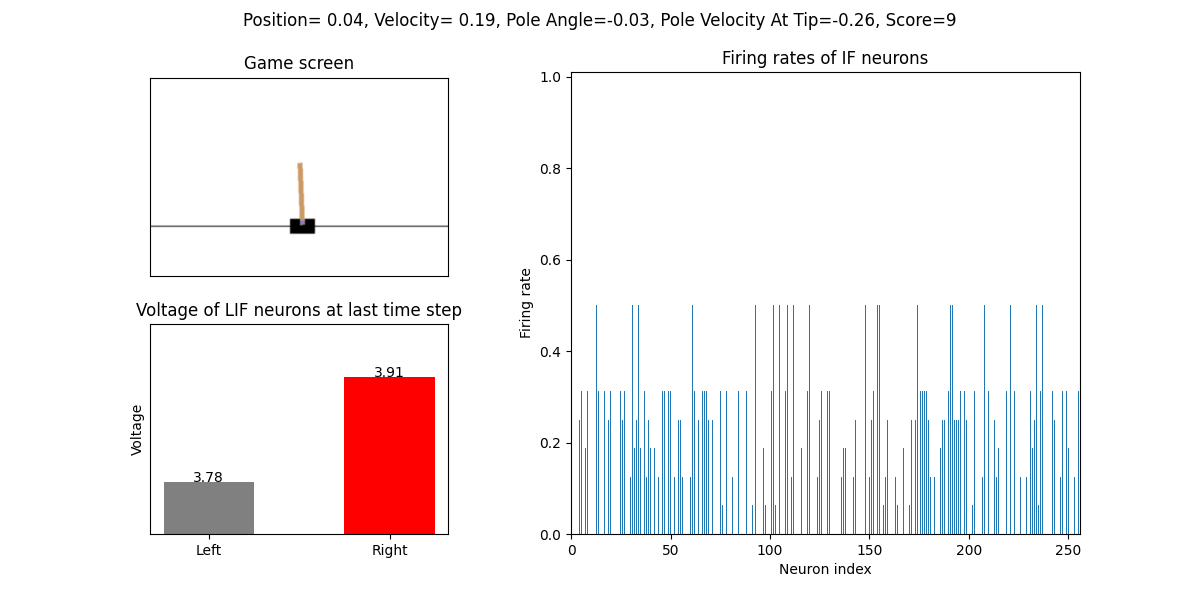 Position= 0.04, Velocity= 0.19, Pole Angle=-0.03, Pole Velocity At Tip=-0.26, Score=9
Game screen
Voltage of LIF neurons at last time step
Voltage
3.78
3.91
Left
Right
Firing rates of IF neurons
Firing rate
1.0
0.8
0.6
0.4
0.2
0.0
0 50 100 150 200 250
Neuron index